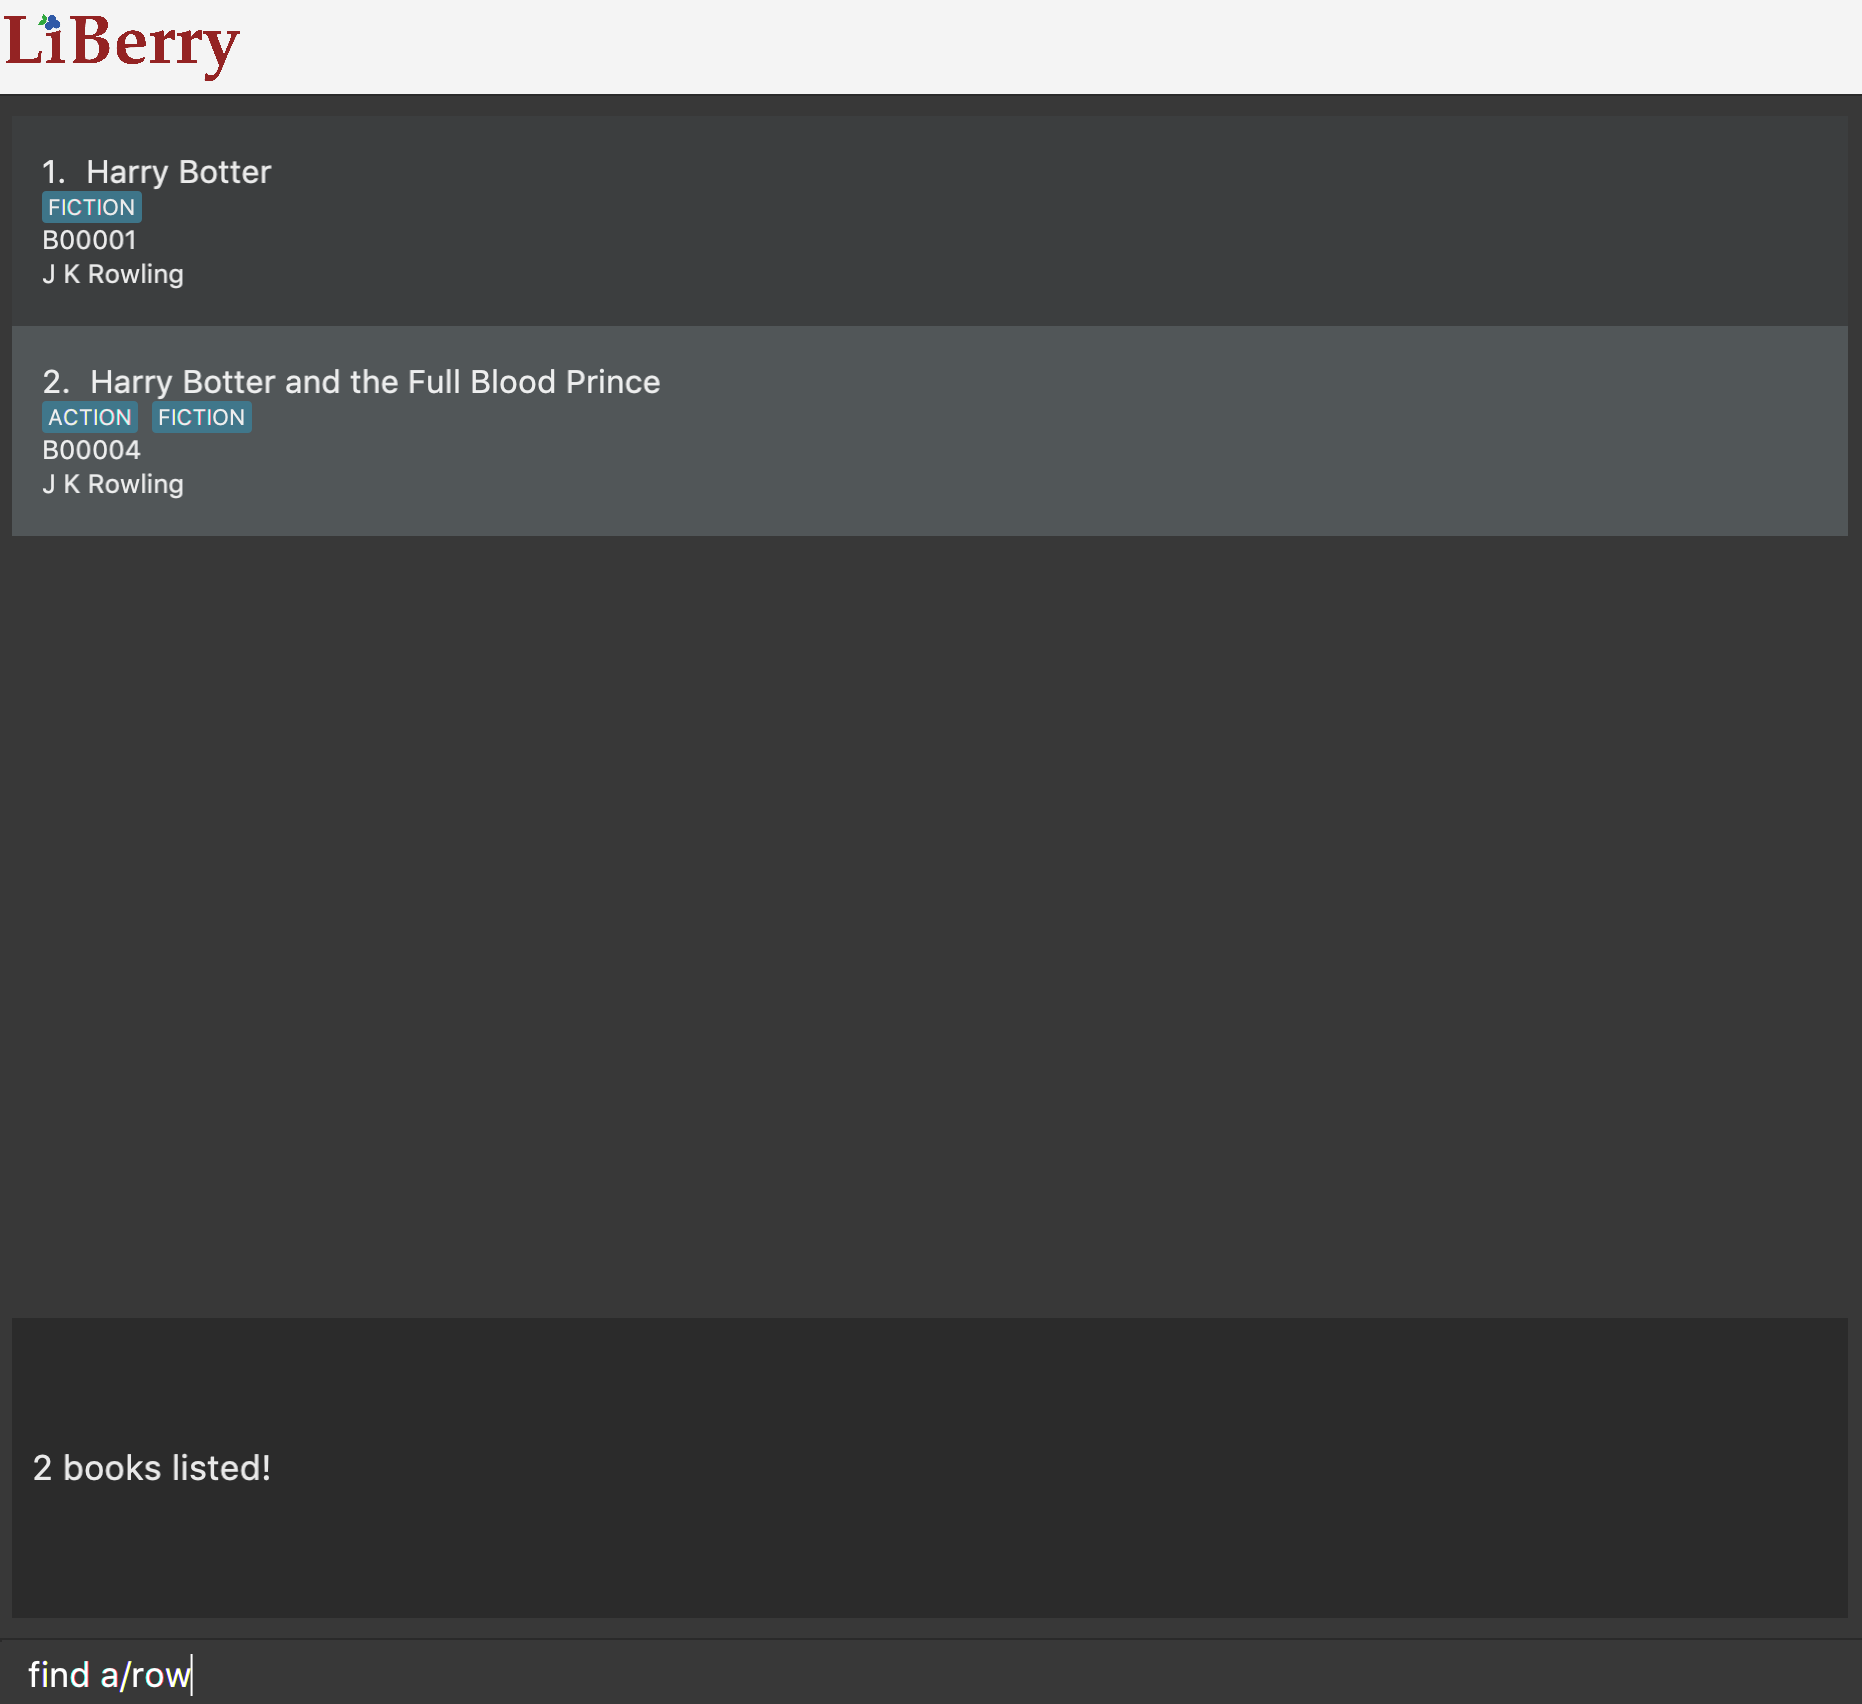 LiBerry
1. Harry Botter
FICTION
B00001
J K Rowling
2. Harry Botter and the Full Blood Prince
ACTION FICTION
B00004
J K Rowling
2 books listed!
find a/row